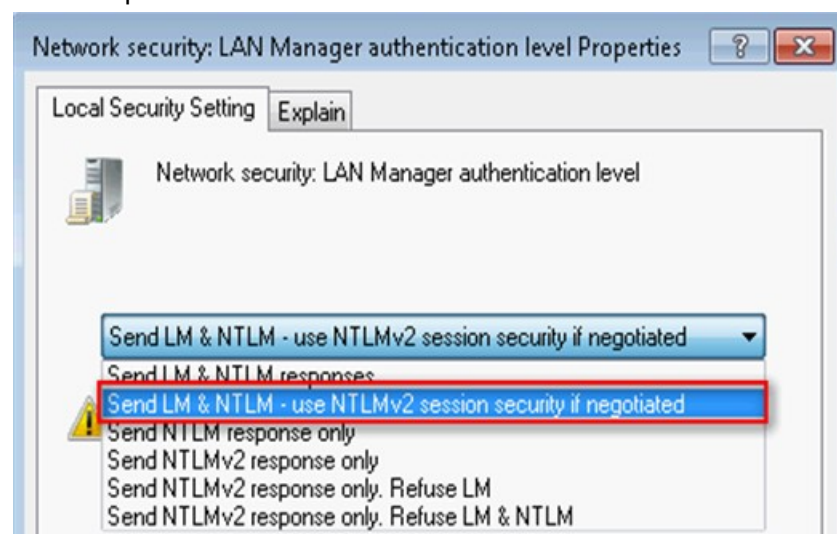 Network security: LAN Manager authentication level Properties
Local Security Setting
Explain
Network security: LAN Manager authentication level
Send LM & NTLM - use NTLMv2 session security if negotiated
Send LM & NTLM responses
Send LM & NTLM - use NTLMv2 session security if negotiated
Send NTLM response only
Send NTLMv2 response only
Send NTLMv2 response only. Refuse LM
Send NTLMv2 response only. Refuse LM & NTLM